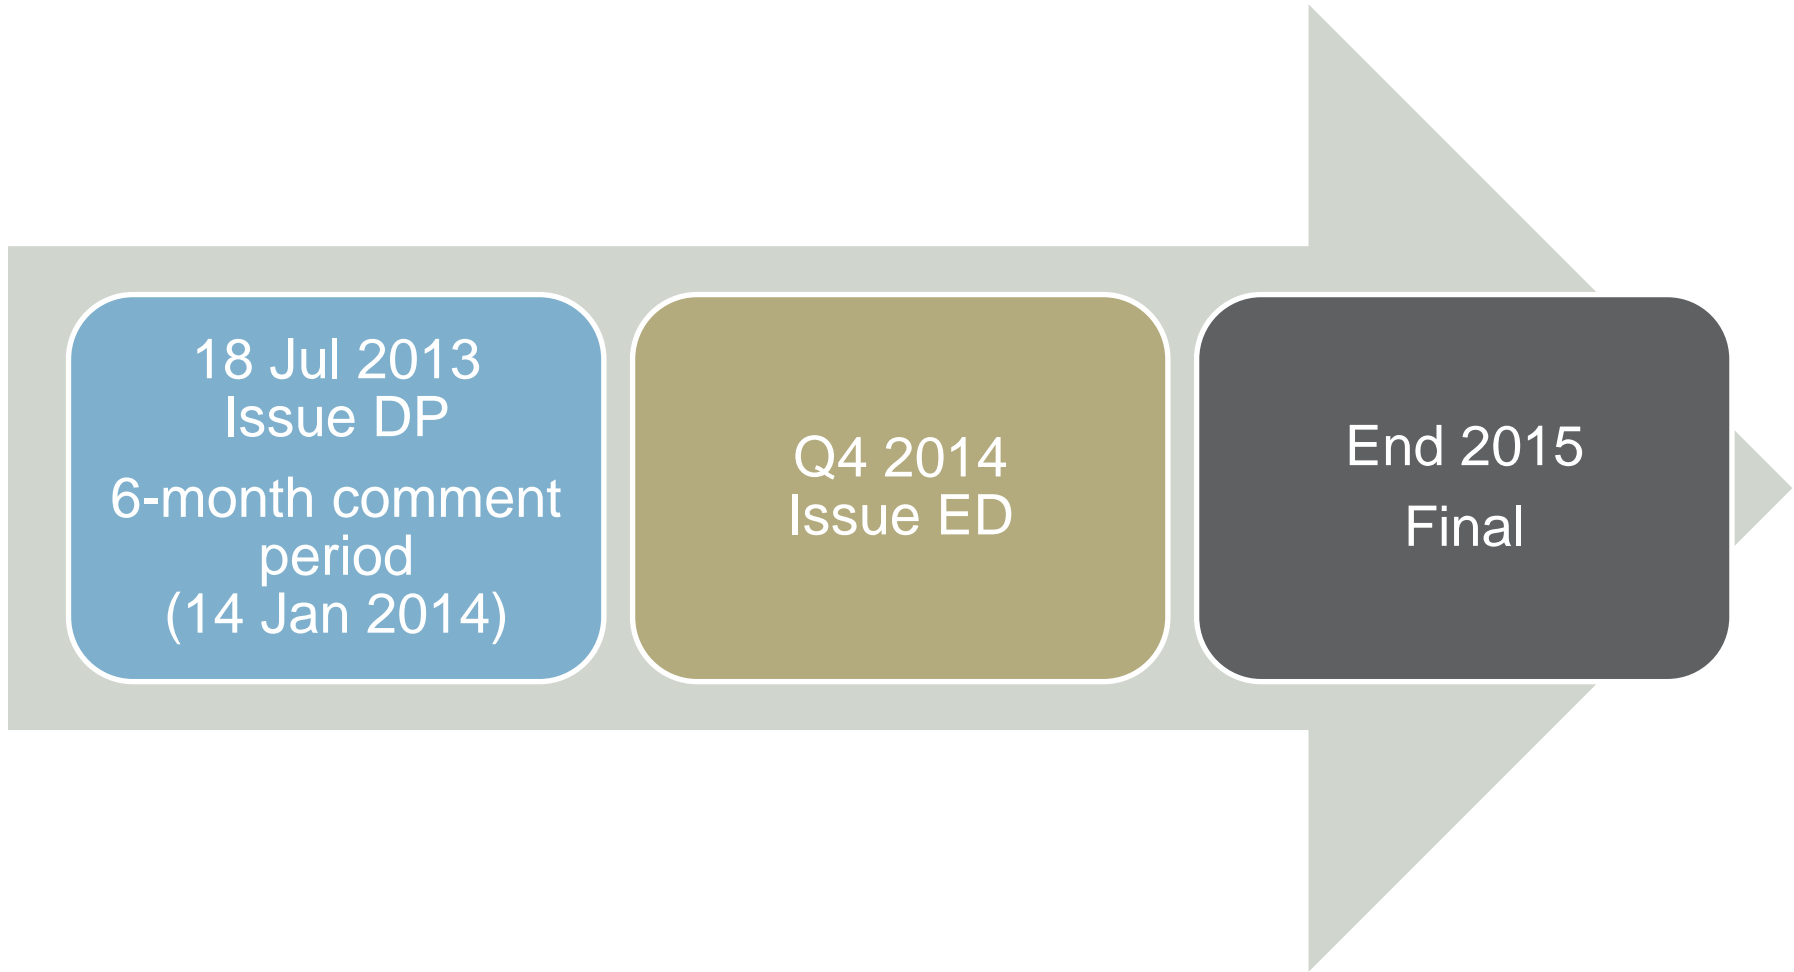 18 Jul 2013
Issue DP
6-month comment
period
(14 Jan 2014)
Q4 2014
Issue ED
End 2015
Final